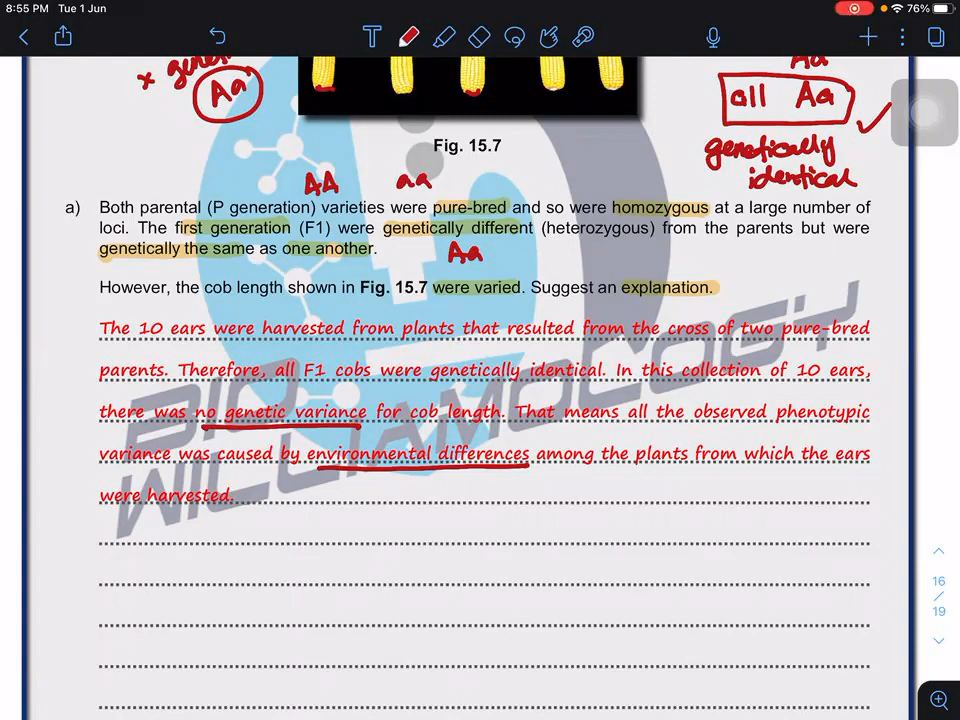 8:55 PM Tue 1 Jun
76%
Aa
× gene
Aa
all Aa
genetically
identical
Fig. 15.7
AA aa
a) Both parental (P generation) varieties were pure-bred and so were homozygous at a large number of
loci. The first generation (F1) were genetically different (heterozygous) from the parents but were
genetically the same as one another.
Aa
However, the cob length shown in Fig. 15.7 were varied. Suggest an explanation.
The 10 ears were harvested from plants that resulted from the cross of two pure-bred
parents. Therefore, all F1 cobs were genetically identical. In this collection of 10 ears,
there was no genetic variance for cob length. That means all the observed phenotypic
variance was caused by environmental differences among the plants from which the ears
were harvested.
BIO
WILLIAMOLOGY
16
/
19